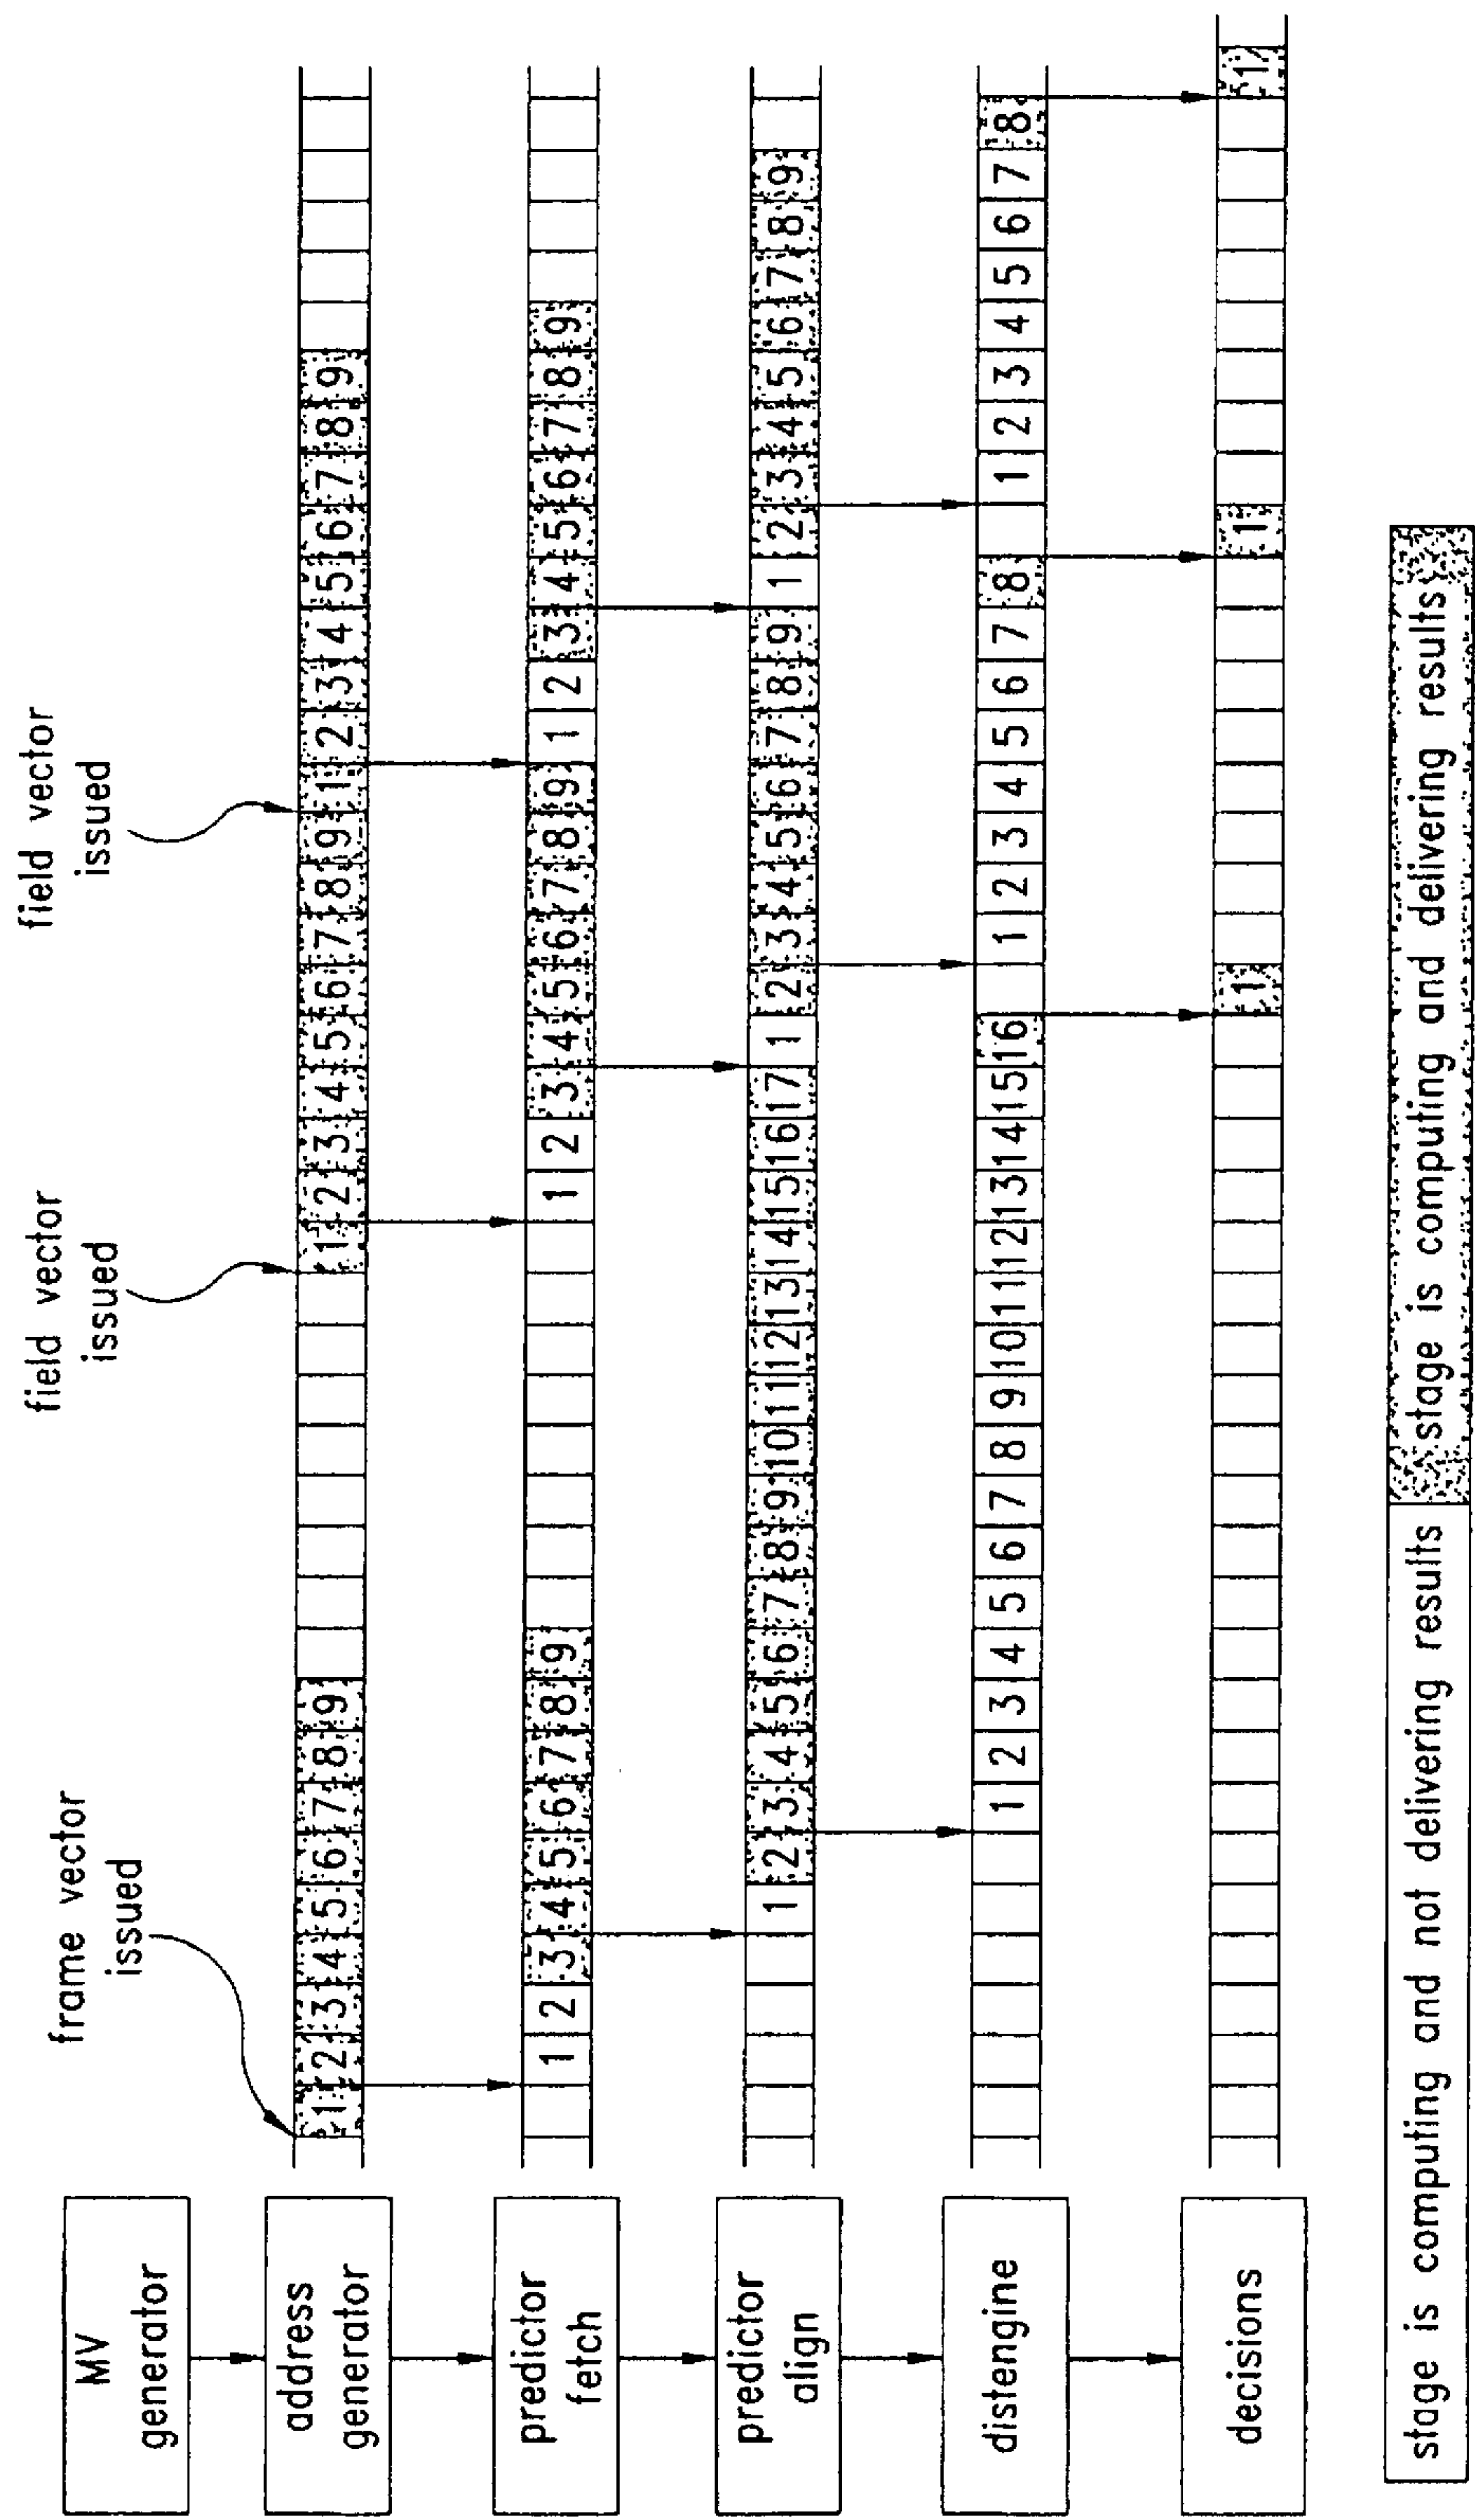 frame vector
issued
field vector
issued
field vector
issued
MV
generator
address
generator
1 2 3 4 5 6 7 8 9 1 2 3 4 5 6 7 8 9 1 2 3 4 5 6 7 8 9
predictor
fetch
1 2 3 4 5 6 7 8 9 1 2 3 4 5 6 7 8 9 1 2 3 4 5 6 7 8 9
predictor
align
1 2 3 4 5 6 7 8 9 10 11 12 13 14 15 16 17 1 2 3 4 5 6 7 8 9 1 2 3 4 5 6 7 8 9
distengine
1 2 3 4 5 6 7 8 9 10 11 12 13 14 15 16 1 2 3 4 5 6 7 8 1 2 3 4 5 6 7 8
decisions
1 1 1
stage is computing and not delivering results
stage is computing and delivering results